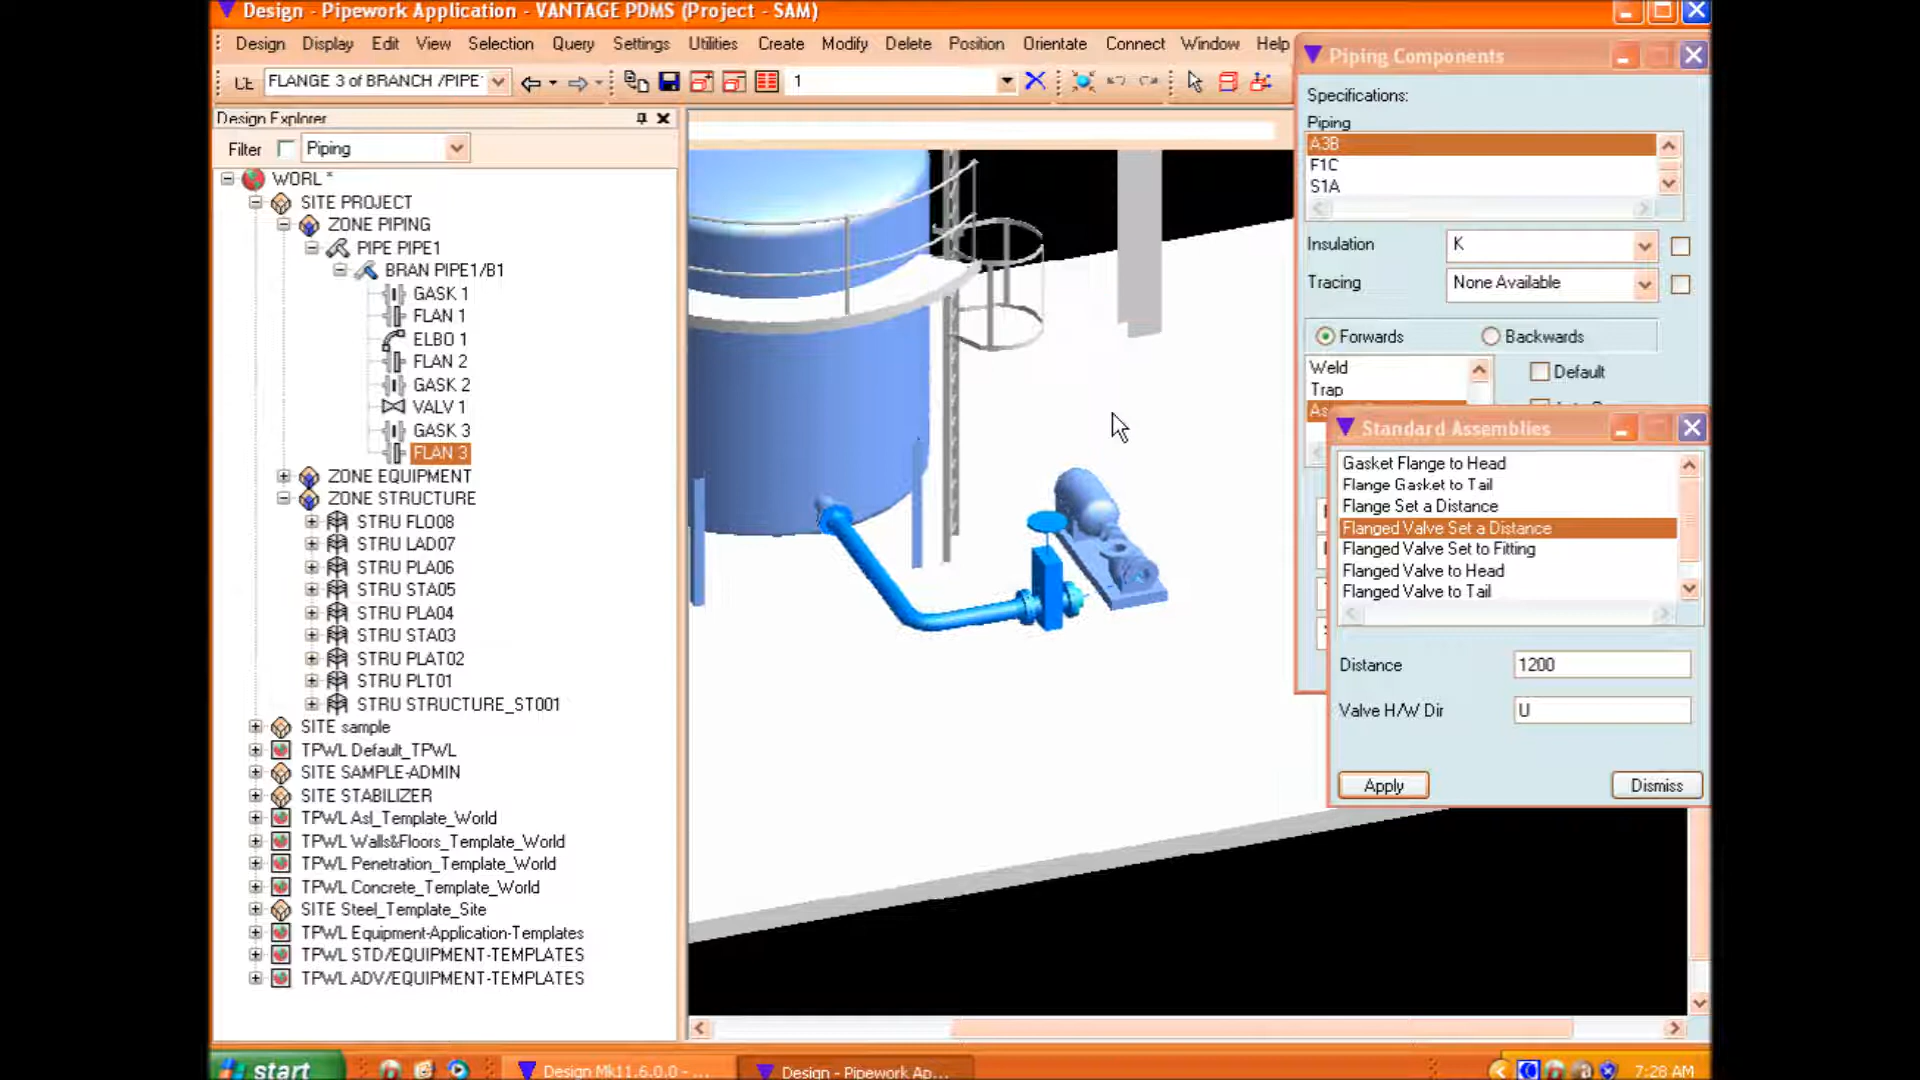 Design - Pipework Application - VANTAGE PDMS (Project - SAM)
Design Display Edit View Selection Query Settings Utilities Create Modify Delete Position Orientate Connect Window Help
CE FLANGE 3 of BRANCH /PIPE 1
Design Explorer
Filter Piping
WORL *
SITE PROJECT
ZONE PIPING
PIPE PIPE1
BRAN PIPE1/B1
GASK 1
FLAN 1
ELBO 1
FLAN 2
GASK 2
VALV 1
GASK 3
FLAN 3
ZONE EQUIPMENT
ZONE STRUCTURE
STRU FLO08
STRU LAD07
STRU PLA06
STRU STA05
STRU PLA04
STRU STA03
STRU PLAT02
STRU PLT01
STRU STRUCTURE_ST001
SITE sample
TPWL Default_TPWL
SITE SAMPLE-ADMIN
SITE STABILIZER
TPWL Asl_Template_World
TPWL Walls&Floors_Template_World
TPWL Penetration_Template_World
TPWL Concrete_Template_World
SITE Steel_Template_Site
TPWL Equipment-Application-Templates
TPWL STD/EQUIPMENT-TEMPLATES
TPWL ADV/EQUIPMENT-TEMPLATES
Piping Components
Specifications:
Piping
A3B
F1C
S1A
Insulation K
Tracing None Available
Forwards Backwards
Weld
Default
Trap
Standard Assemblies
Gasket Flange to Head
Flange Gasket to Tail
Flange Set a Distance
Flanged Valve Set a Distance
Flanged Valve Set to Fitting
Flanged Valve to Head
Flanged Valve to Tail
Distance 1200
Valve H/W Dir U
Apply Dismiss
start Design Mk11.6.0.0 - ... Design - Pipework Ap... 7:28 AM